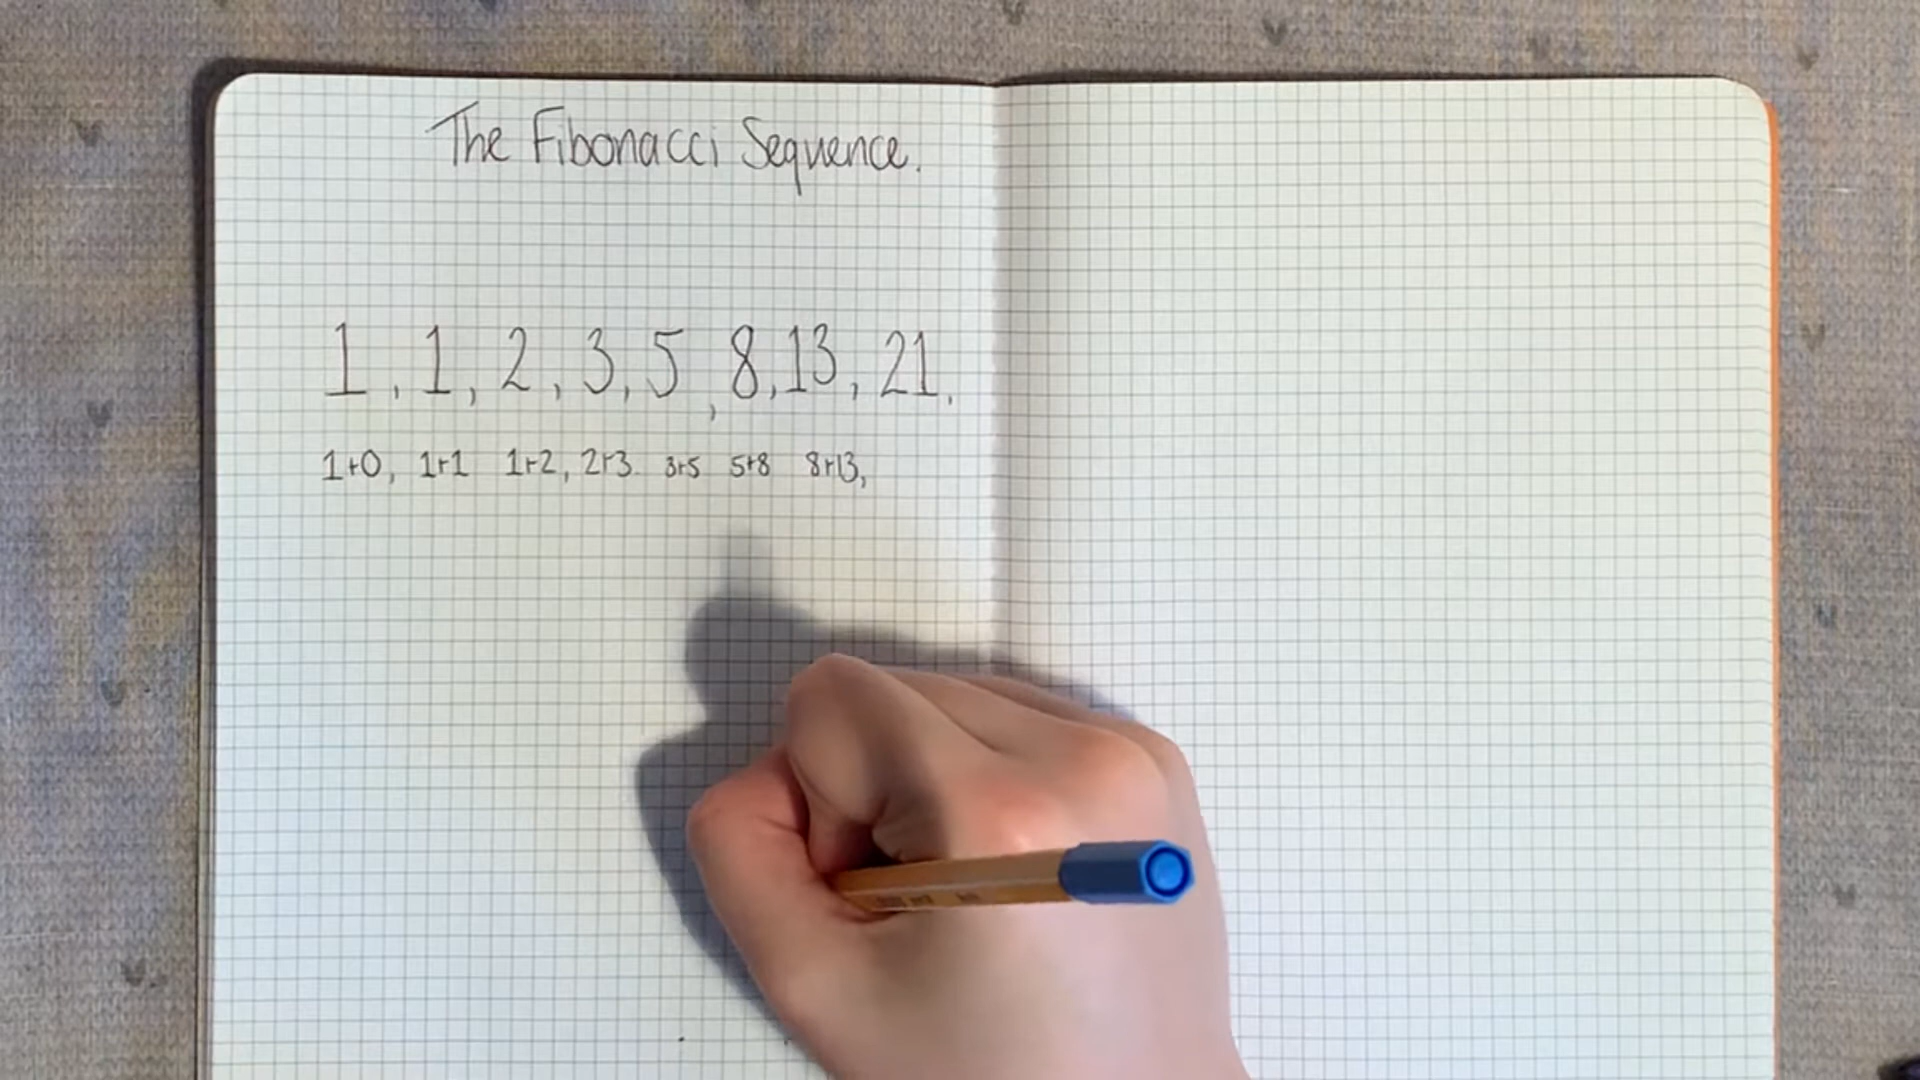 The Fibonacci Sequence.
1, 1, 2, 3, 5, 8, 13, 21,
1+0, 1+1 1+2, 2+3. 3+5 5+8 8+13,